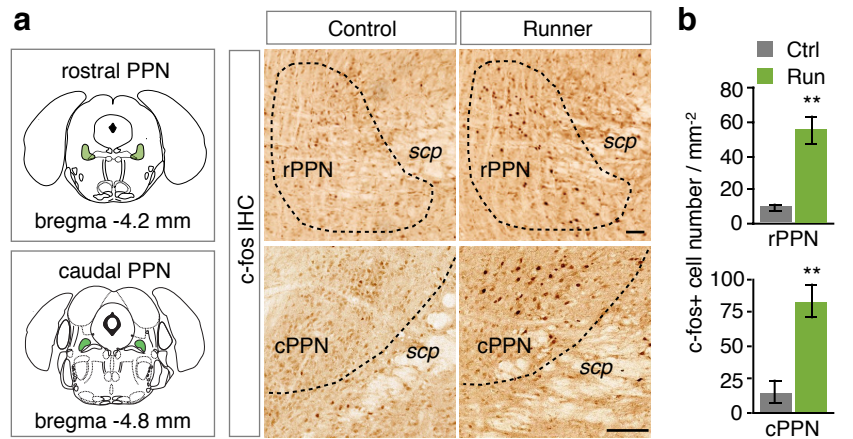 a
rostral PPN
bregma -4.2 mm
caudal PPN
bregma -4.8 mm
c-fos IHC
Control
Runner
rPPN
scp
rPPN
scp
cPPN
scp
cPPN
scp
b
Ctrl
Run
c-fos+ cell number / mm-2
80
60
40
20
0
**
rPPN
100
75
50
25
0
**
cPPN